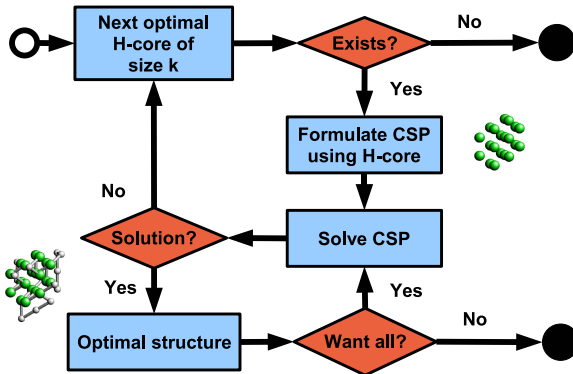 Next optimal
H-core of
size k
Exists?
No
Yes
Formulate CSP
using H-core
No
Solution?
Solve CSP
Yes
Yes
Optimal structure
Want all?
No